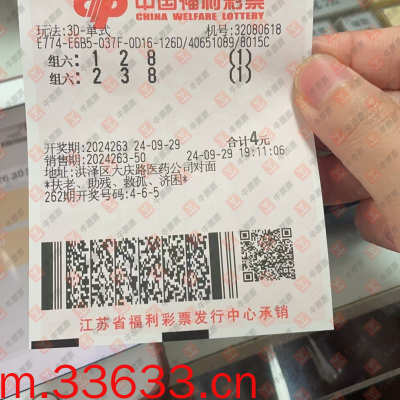 中国福利彩票
CHINA WELFARE LOTTERY
玩法:3D-单式 机号:32080618
E774-E6B5-037F-0D16-126D/40651089/8015C
组六: 1 2 8 (1)
组六: 2 3 8 (1)
开奖期:2024263 24-09-29 合计4元
销售期:2024263-50 24-09-29 19:11:06
地址:洪泽区大庆路医药公司对面
*扶老、助残、救孤、济困*
262期开奖号码:4-6-5
江苏省福利彩票发行中心承销
m.33633.cn